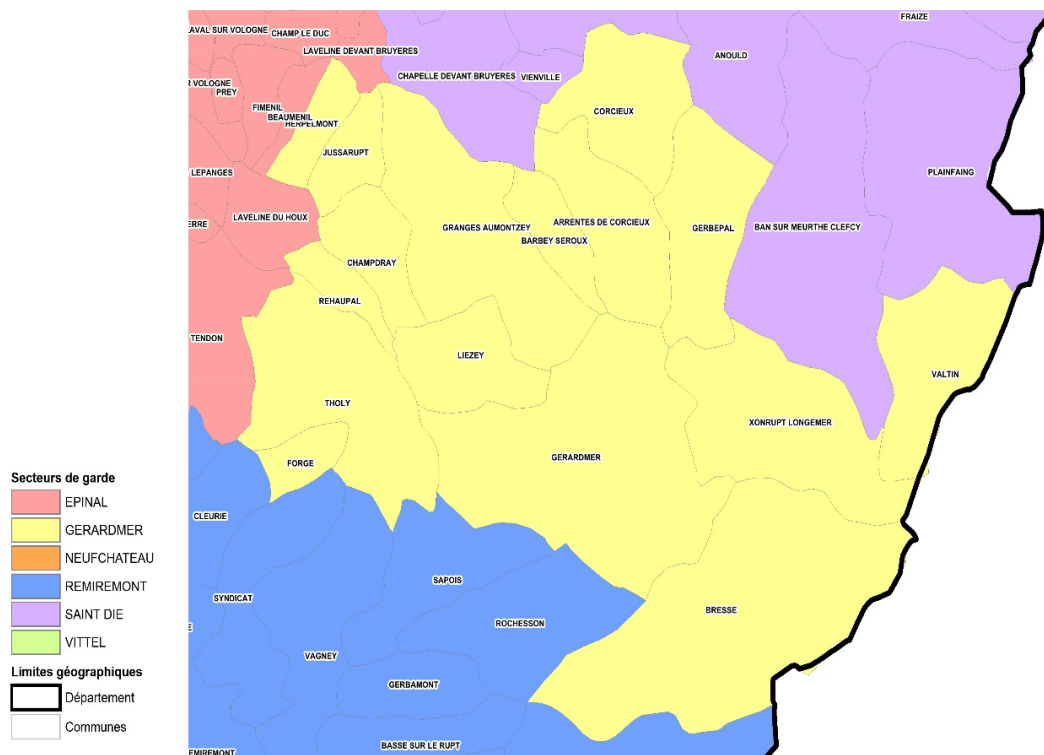 LAVAL SUR VOLOGNE
CHAMP LE DUC
FRAIZE
LAVELINE DEVANT BRUYERES
ANOULD
CHAPELLE DEVANT BRUYERES
VIENVILLE
R VOLOGNE
PREY
FIMENIL
BEAUMENIL
HERPELMONT
CORCIEUX
JUSSARUPT
LEPANGES
PLAINFAING
LAVELINE DU HOUX
ERRE
GRANGES AUMONTZEY
ARRENTES DE CORCIEUX
GERBEPAL
BAN SUR MEURTHE CLEFCY
BARBEY SEROUX
CHAMPDRAY
REHAUPAL
TENDON
LIEZEY
VALTIN
THOLY
XONRUPT LONGEMER
GERARDMER
FORGE
Secteurs de garde
EPINAL
GERARDMER
NEUFCHATEAU
REMIREMONT
SAINT DIE
VITTEL
Limites géographiques
Département
Communes
CLEURIE
SAPOIS
SYNDICAT
BRESSE
ROCHESSON
VAGNEY
GERBAMONT
BASSE SUR LE RUPT
EMIREMONT